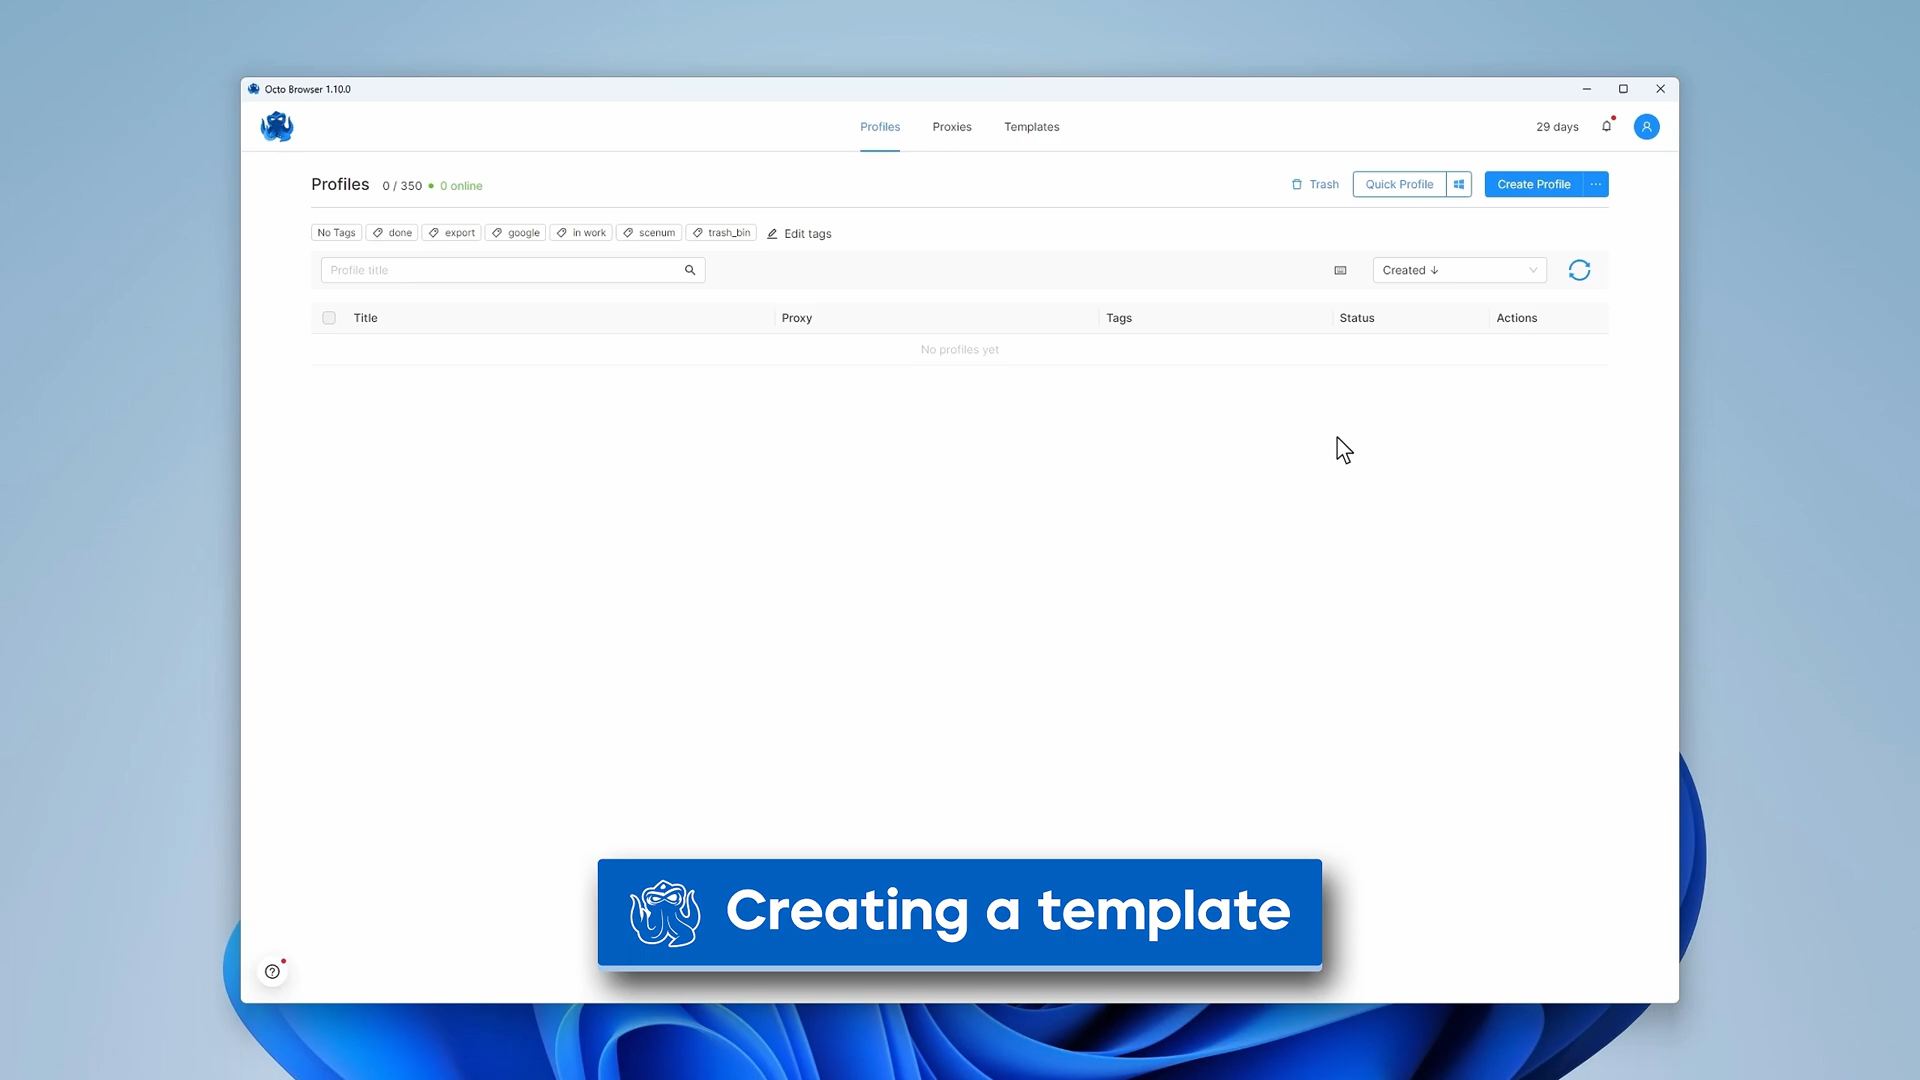 Octo Browser 1.10.0
Profiles
Proxies
Templates
29 days
Profiles
0 / 350
0 online
Trash
Quick Profile
Create Profile
No Tags
done
export
google
in work
scenum
trash_bin
Edit tags
Profile title
Created ↓
Title
Proxy
Tags
Status
Actions
No profiles yet
Creating a template